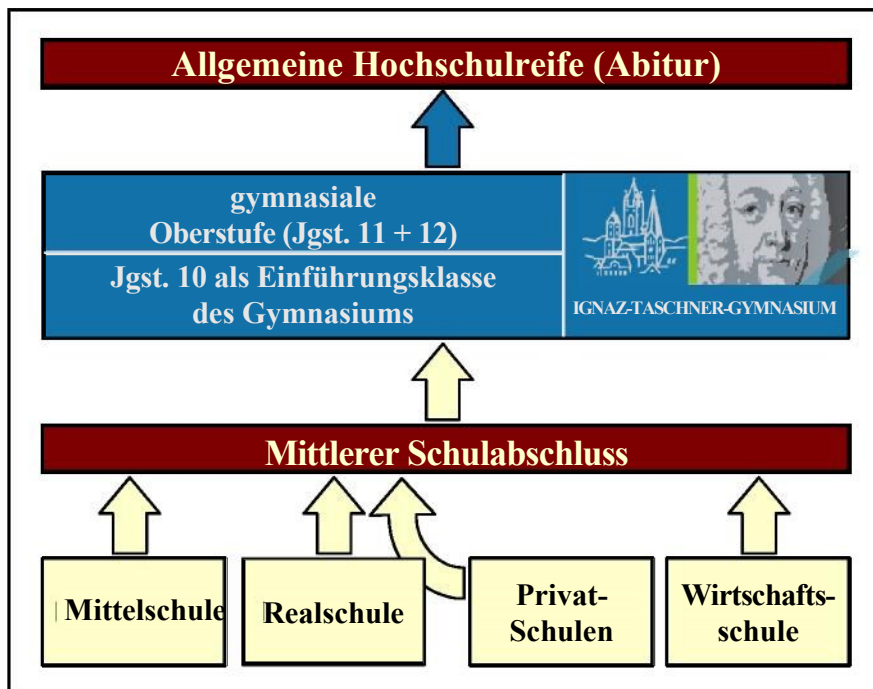 Allgemeine Hochschulreife (Abitur)
gymnasiale
Oberstufe (Jgst. 11 + 12)
Jgst. 10 als Einführungsklasse
des Gymnasiums
IGNAZ-TASCHNER-GYMNASIUM
Mittlerer Schulabschluss
Mittelschule
Realschule
Privat-
Schulen
Wirtschafts-
schule